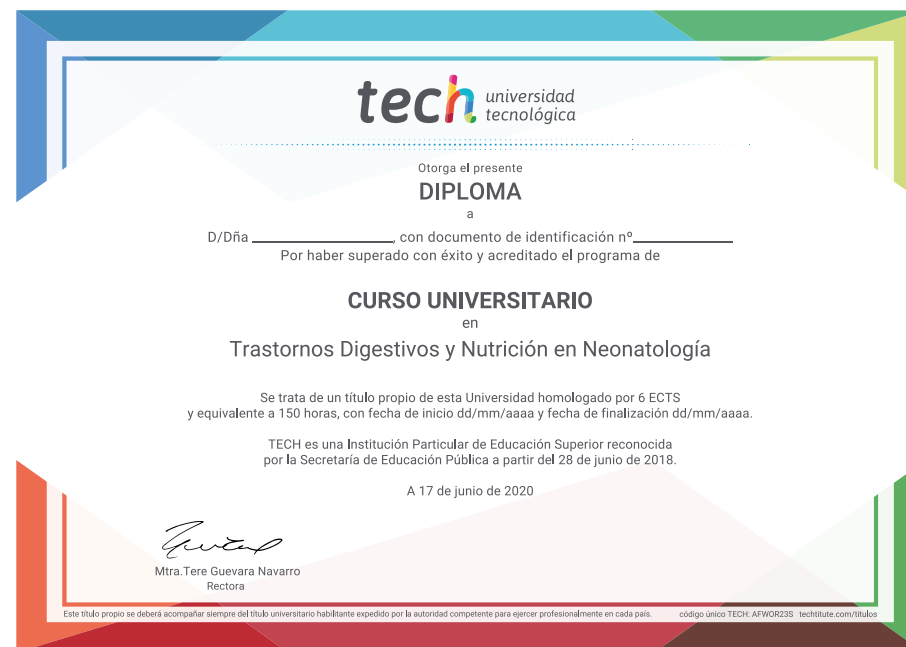 tech universidad
tecnológica
Otorga el presente
DIPLOMA
a
D/Dña ____________________, con documento de identificación nº______________
Por haber superado con éxito y acreditado el programa de
CURSO UNIVERSITARIO
en
Trastornos Digestivos y Nutrición en Neonatología
Se trata de un título propio de esta Universidad homologado por 6 ECTS
y equivalente a 150 horas, con fecha de inicio dd/mm/aaaa y fecha de finalización dd/mm/aaaa.
TECH es una Institución Particular de Educación Superior reconocida
por la Secretaría de Educación Pública a partir del 28 de junio de 2018.
A 17 de junio de 2020
Mtra.Tere Guevara Navarro
Rectora
Este título propio se deberá acompañar siempre del título universitario habilitante expedido por la autoridad competente para ejercer profesionalmente en cada país. código único TECH: AFWOR23S techtitute.com/títulos